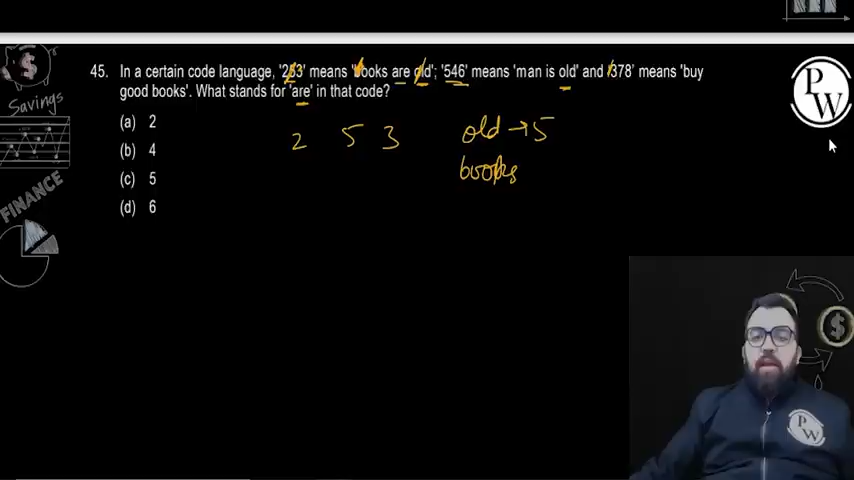 45. In a certain code language, '253' means 'books are old'; '546' means 'man is old' and '378' means 'buy
good books'. What stands for 'are' in that code?
(a) 2
(b) 4
(c) 5
(d) 6
2 5 3
old → 5
books
Savings
FINANCE
PW
PW